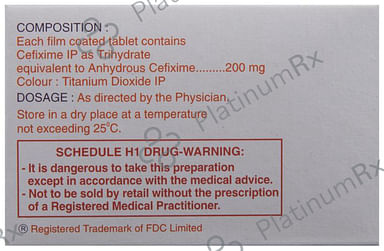 COMPOSITION :
Each film coated tablet contains
Cefixime IP as Trihydrate
equivalent to Anhydrous Cefixime.........200 mg
Colour : Titanium Dioxide IP
DOSAGE : As directed by the Physician.
Store in a dry place at a temperature
not exceeding 25°C.
SCHEDULE H1 DRUG-WARNING:
- It is dangerous to take this preparation
except in accordance with the medical advice.
- Not to be sold by retail without the prescription
of a Registered Medical Practitioner.
® Registered Trademark of FDC Limited
PlatinumRx